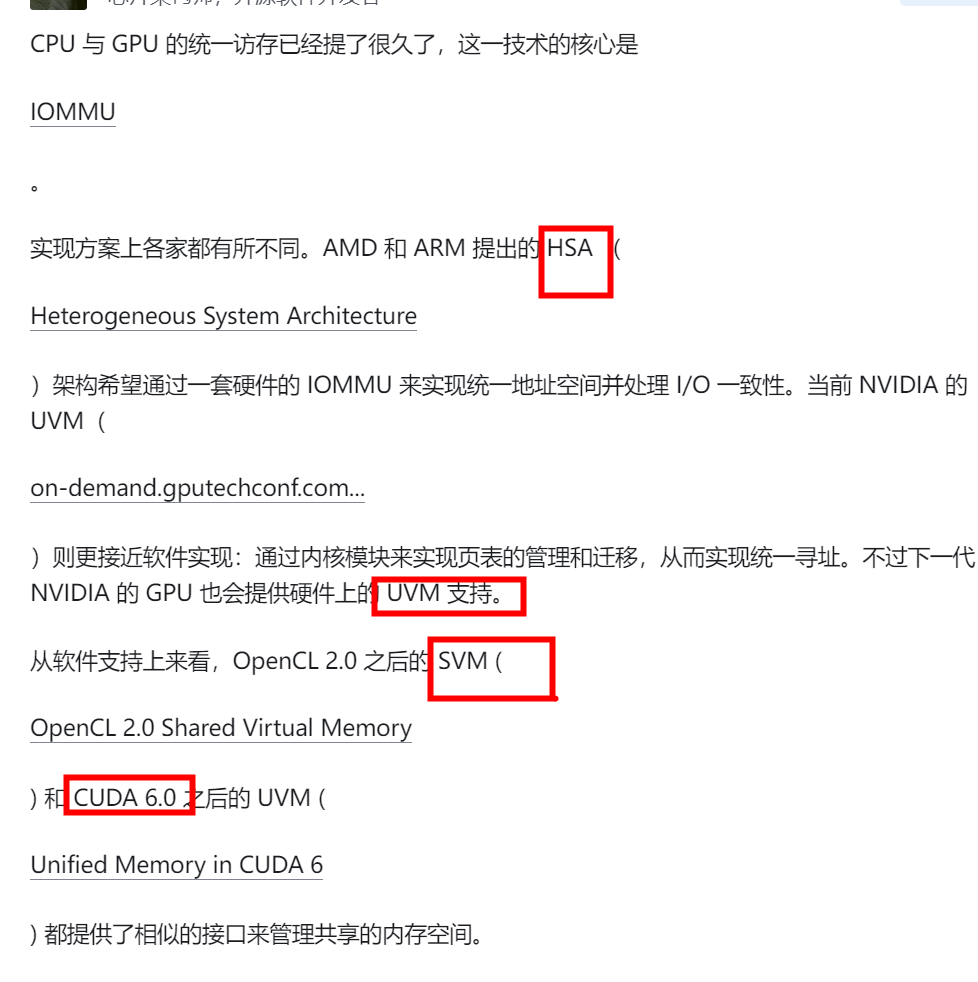 CPU 与 GPU 的统一访存已经提了很久了，这一技术的核心是
IOMMU
。
实现方案上各家都有所不同。AMD 和 ARM 提出的 HSA （
Heterogeneous System Architecture
）架构希望通过一套硬件的 IOMMU 来实现统一地址空间并处理 I/O 一致性。当前 NVIDIA 的
UVM （
on-demand.gputechconf.com...
）则更接近软件实现：通过内核模块来实现页表的管理和迁移，从而实现统一寻址。不过下一代
NVIDIA 的 GPU 也会提供硬件上的 UVM 支持。
从软件支持上来看，OpenCL 2.0 之后的 SVM (
OpenCL 2.0 Shared Virtual Memory
) 和 CUDA 6.0 之后的 UVM (
Unified Memory in CUDA 6
) 都提供了相似的接口来管理共享的内存空间。